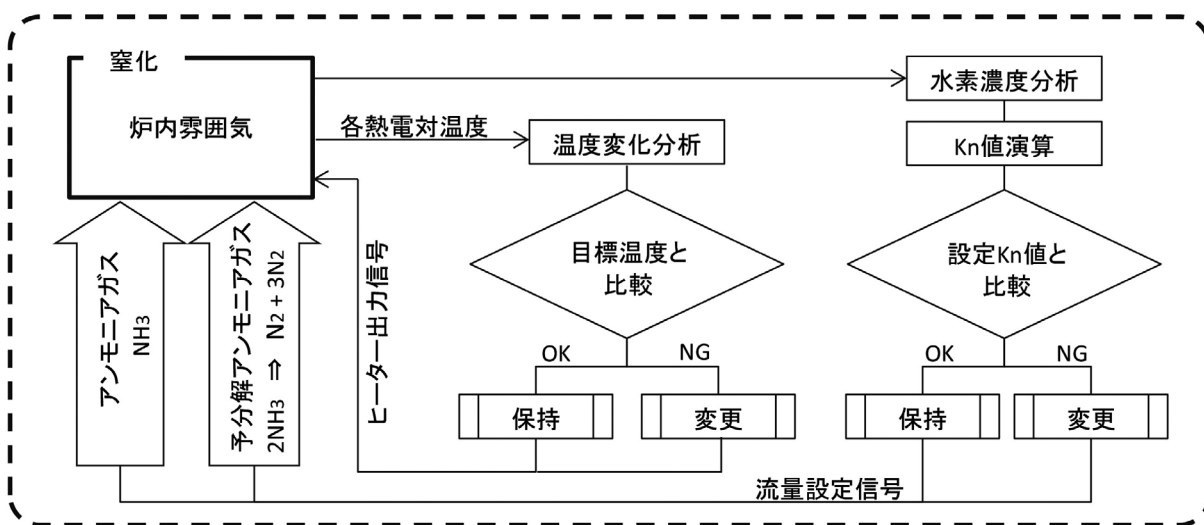 窒化
炉内雰囲気
各熱電対温度
温度変化分析
目標温度と
比較
OK
NG
保持
変更
ヒーター出力信号
水素濃度分析
Kn値演算
設定Kn値と
比較
OK
NG
保持
変更
流量設定信号
アンモニアガス
NH₃
予分解アンモニアガス
2NH₃ ⇒ N₂ + 3N₂